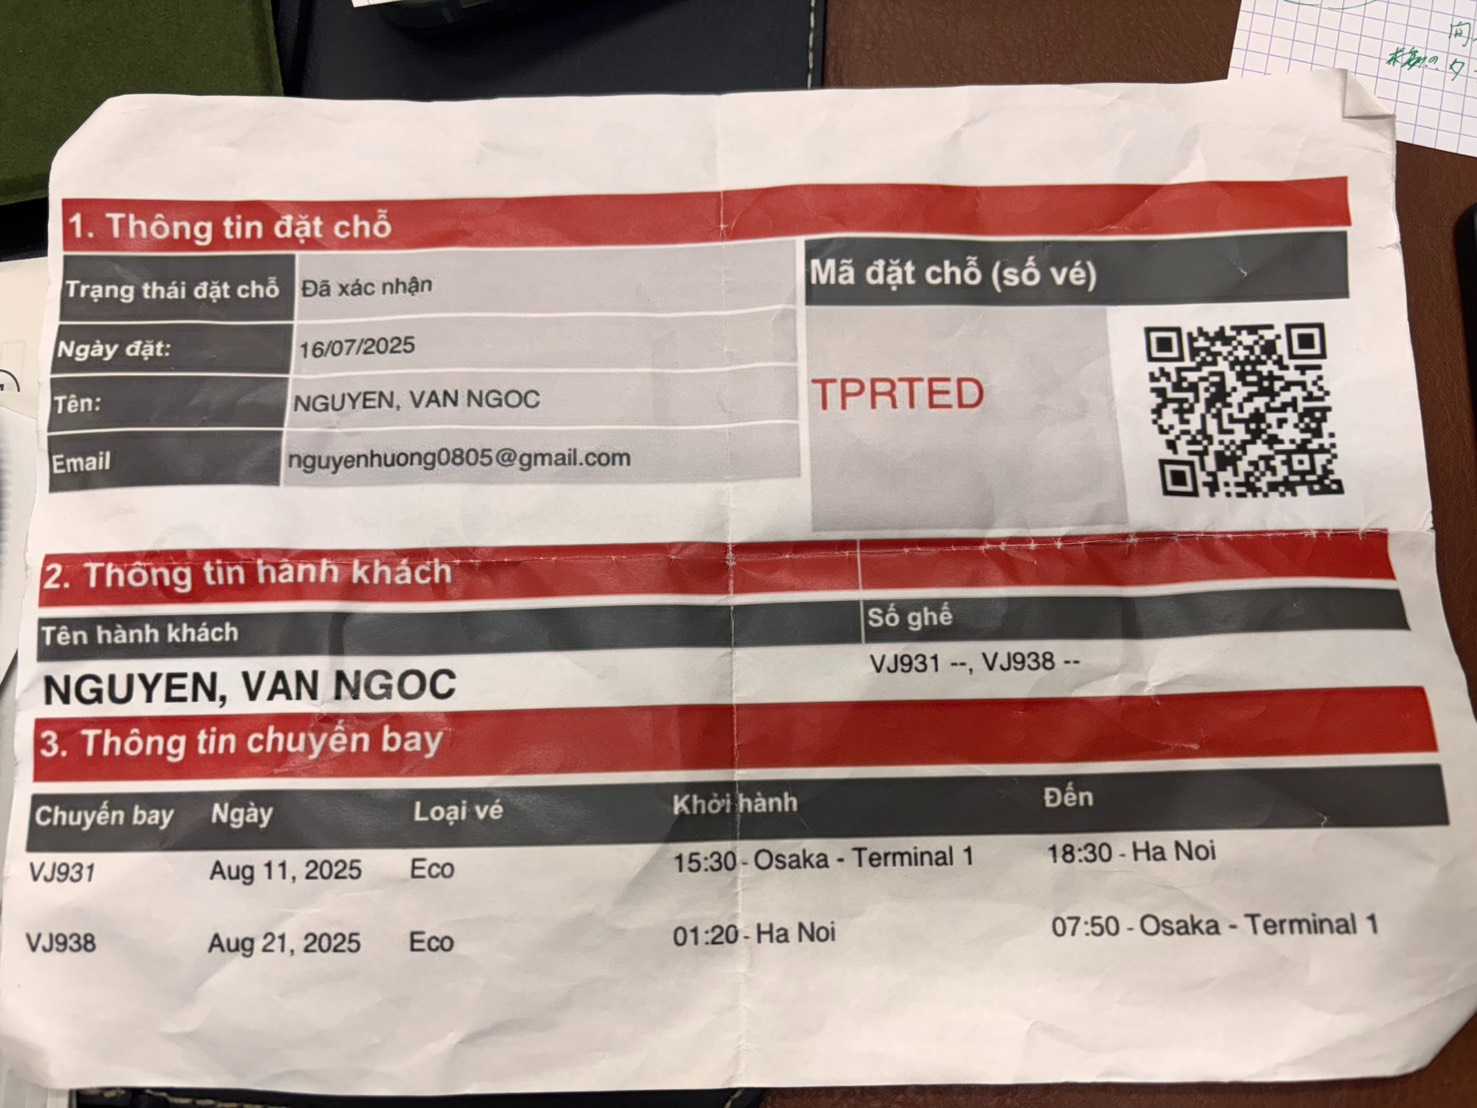 1. Thông tin đặt chỗ
Trạng thái đặt chỗ Đã xác nhận
Ngày đặt: 16/07/2025
Tên: NGUYEN, VAN NGOC
Email nguyenhuong0805@gmail.com
Mã đặt chỗ (số vé)
TPRTED
2. Thông tin hành khách
Tên hành khách Số ghế
NGUYEN, VAN NGOC VJ931 --, VJ938 --
3. Thông tin chuyến bay
Chuyến bay Ngày Loại vé Khởi hành Đến
VJ931 Aug 11, 2025 Eco 15:30 - Osaka - Terminal 1 18:30 - Ha Noi
VJ938 Aug 21, 2025 Eco 01:20 - Ha Noi 07:50 - Osaka - Terminal 1